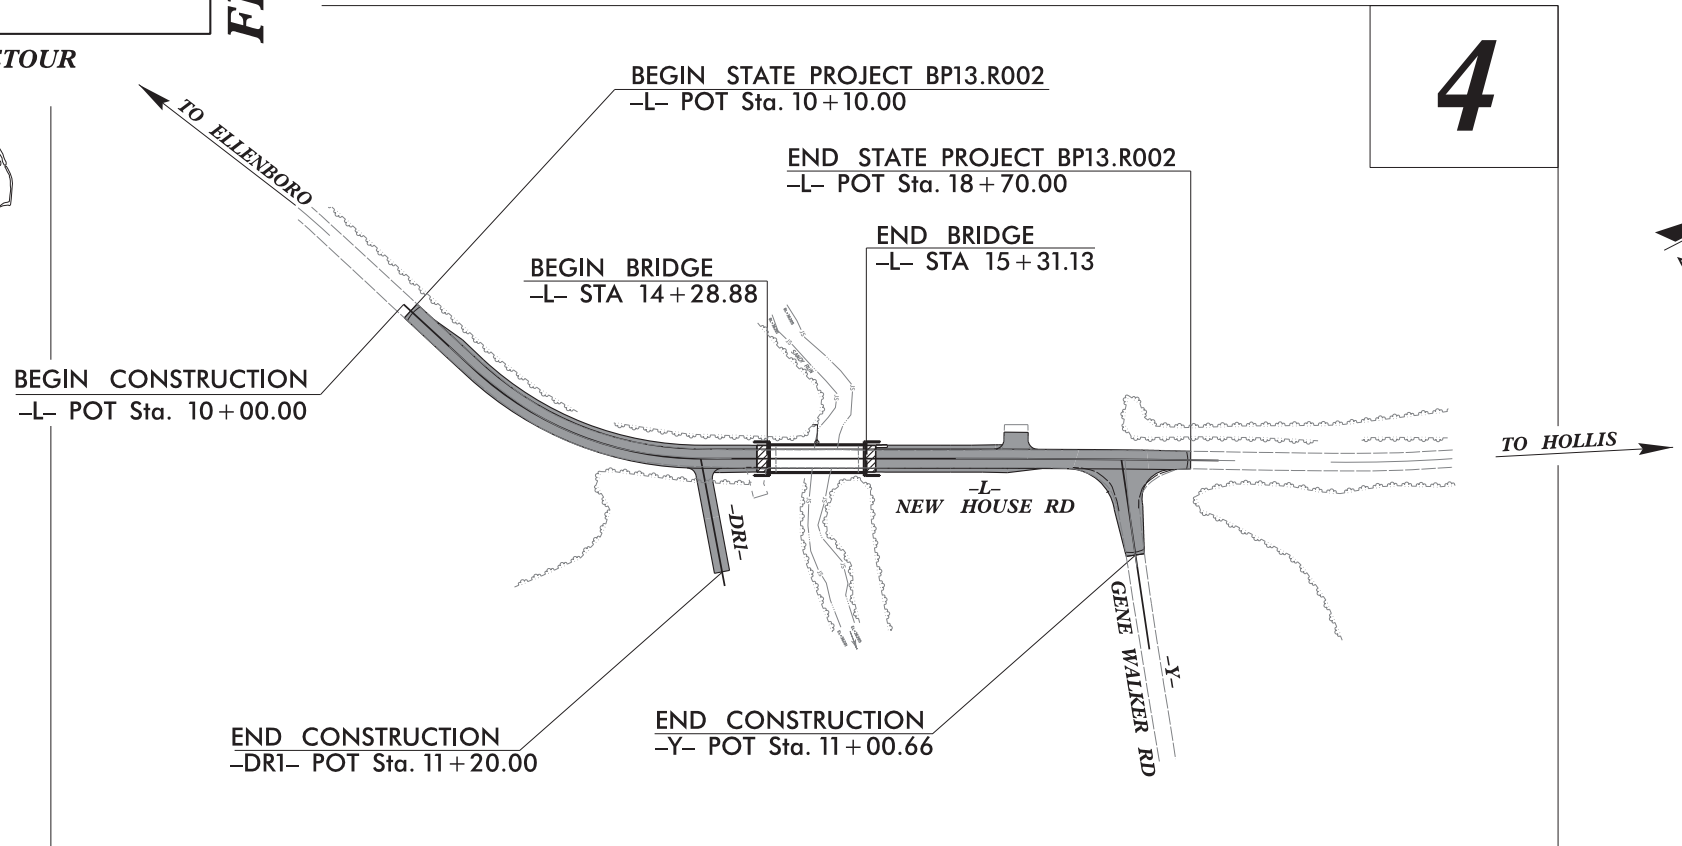 TOUR
4
BEGIN STATE PROJECT BP13.R002
-L- POT Sta. 10+10.00
TO ELLENBORO
END STATE PROJECT BP13.R002
-L- POT Sta. 18+70.00
END BRIDGE
-L- STA 15+31.13
BEGIN BRIDGE
-L- STA 14+28.88
BEGIN CONSTRUCTION
-L- POT Sta. 10+00.00
TO HOLLIS
-L-
NEW HOUSE RD
-DR1-
GENE WALKER RD
-Y-
END CONSTRUCTION
-DR1- POT Sta. 11+20.00
END CONSTRUCTION
-Y- POT Sta. 11+00.66